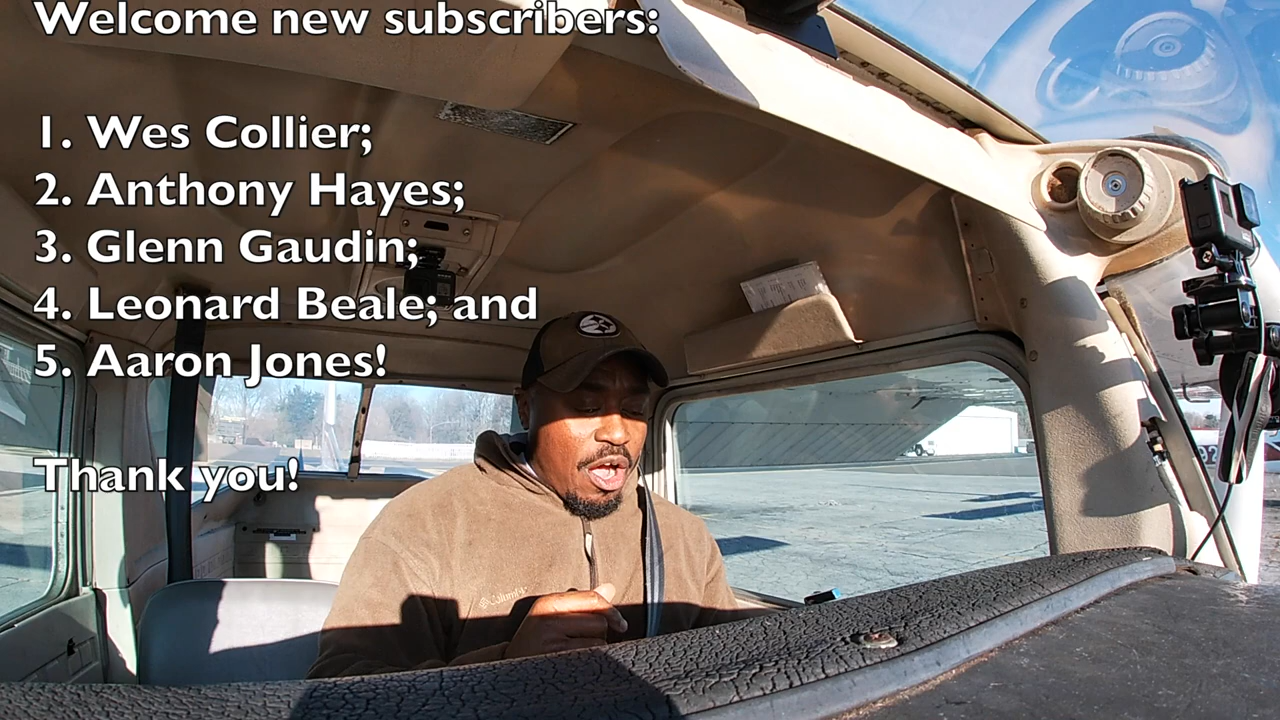 Welcome new subscribers:
1. Wes Collier;
2. Anthony Hayes;
3. Glenn Gaudin;
4. Leonard Beale; and
5. Aaron Jones!
Thank you!
Columbia